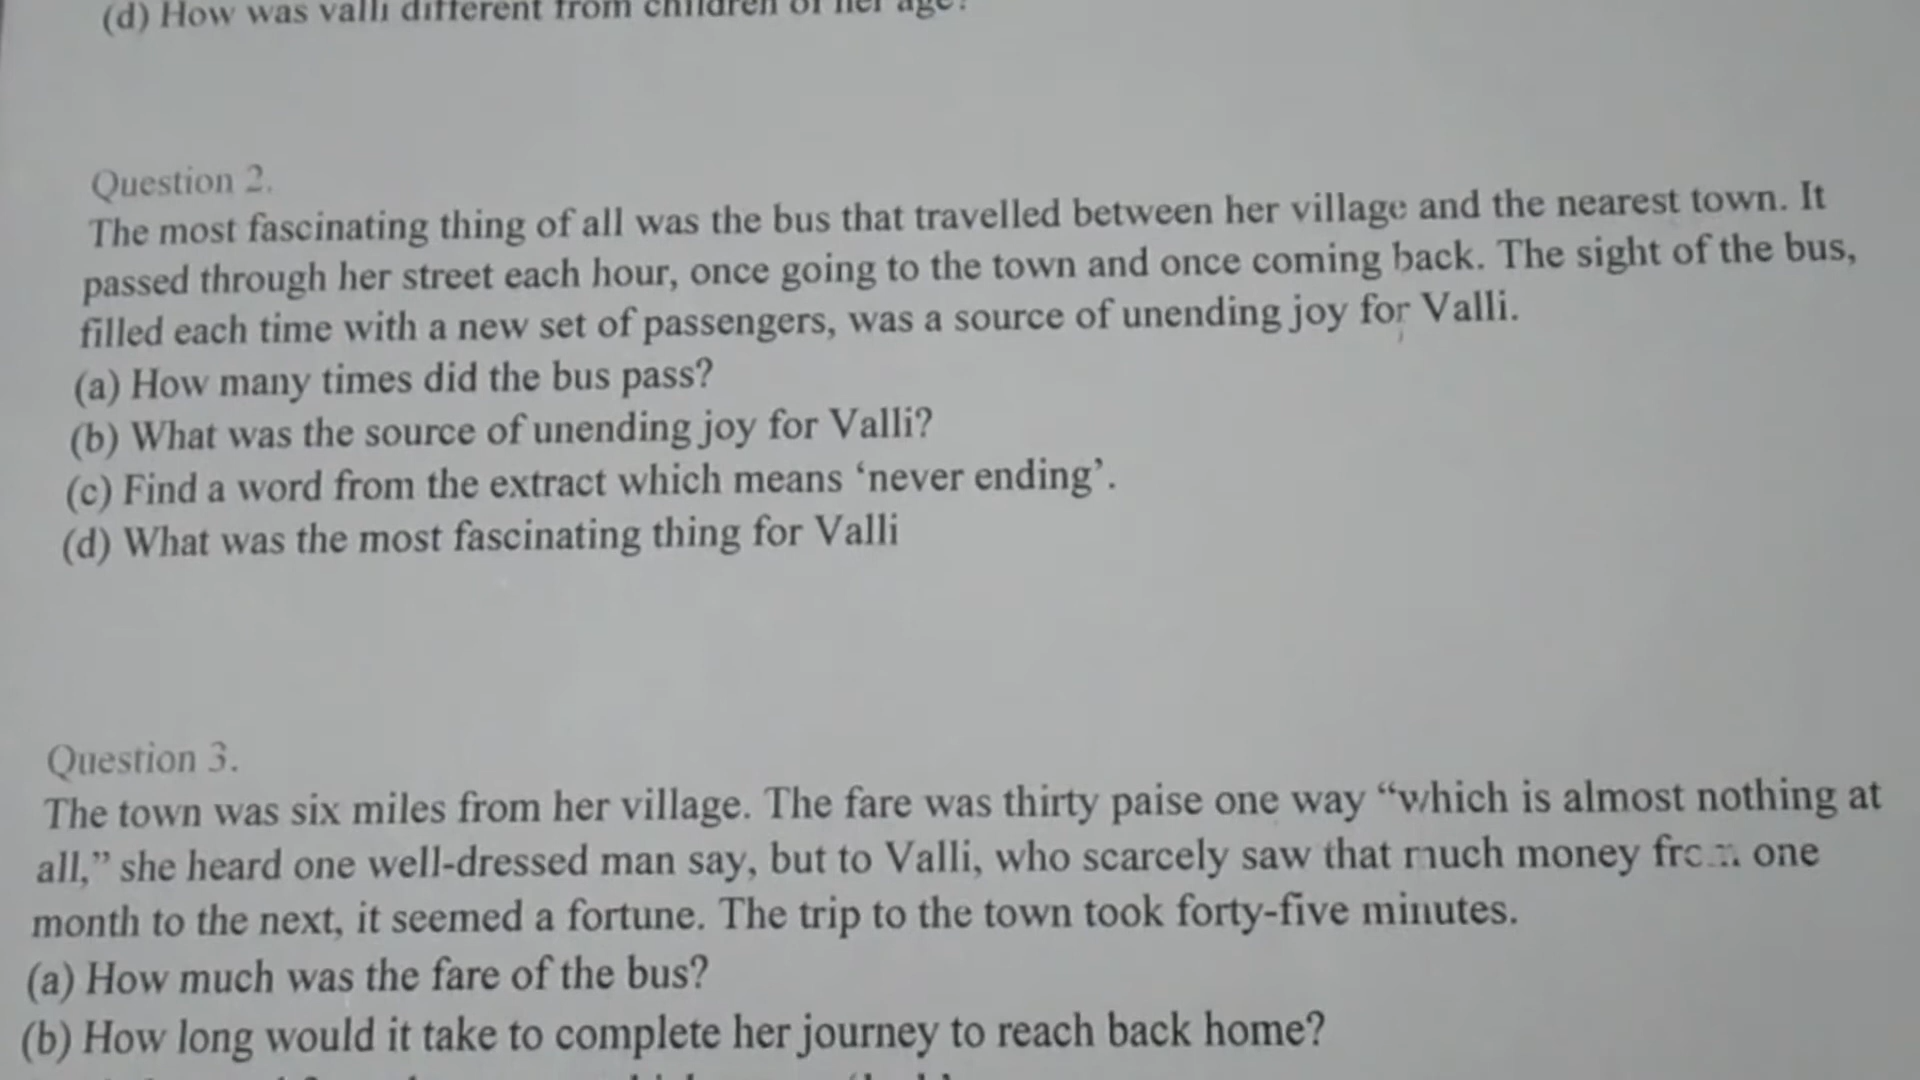 (d) How was valli different from children of her age?
Question 2.
The most fascinating thing of all was the bus that travelled between her village and the nearest town. It
passed through her street each hour, once going to the town and once coming back. The sight of the bus,
filled each time with a new set of passengers, was a source of unending joy for Valli.
(a) How many times did the bus pass?
(b) What was the source of unending joy for Valli?
(c) Find a word from the extract which means ‘never ending’.
(d) What was the most fascinating thing for Valli
Question 3.
The town was six miles from her village. The fare was thirty paise one way “which is almost nothing at
all,” she heard one well-dressed man say, but to Valli, who scarcely saw that much money from one
month to the next, it seemed a fortune. The trip to the town took forty-five minutes.
(a) How much was the fare of the bus?
(b) How long would it take to complete her journey to reach back home?